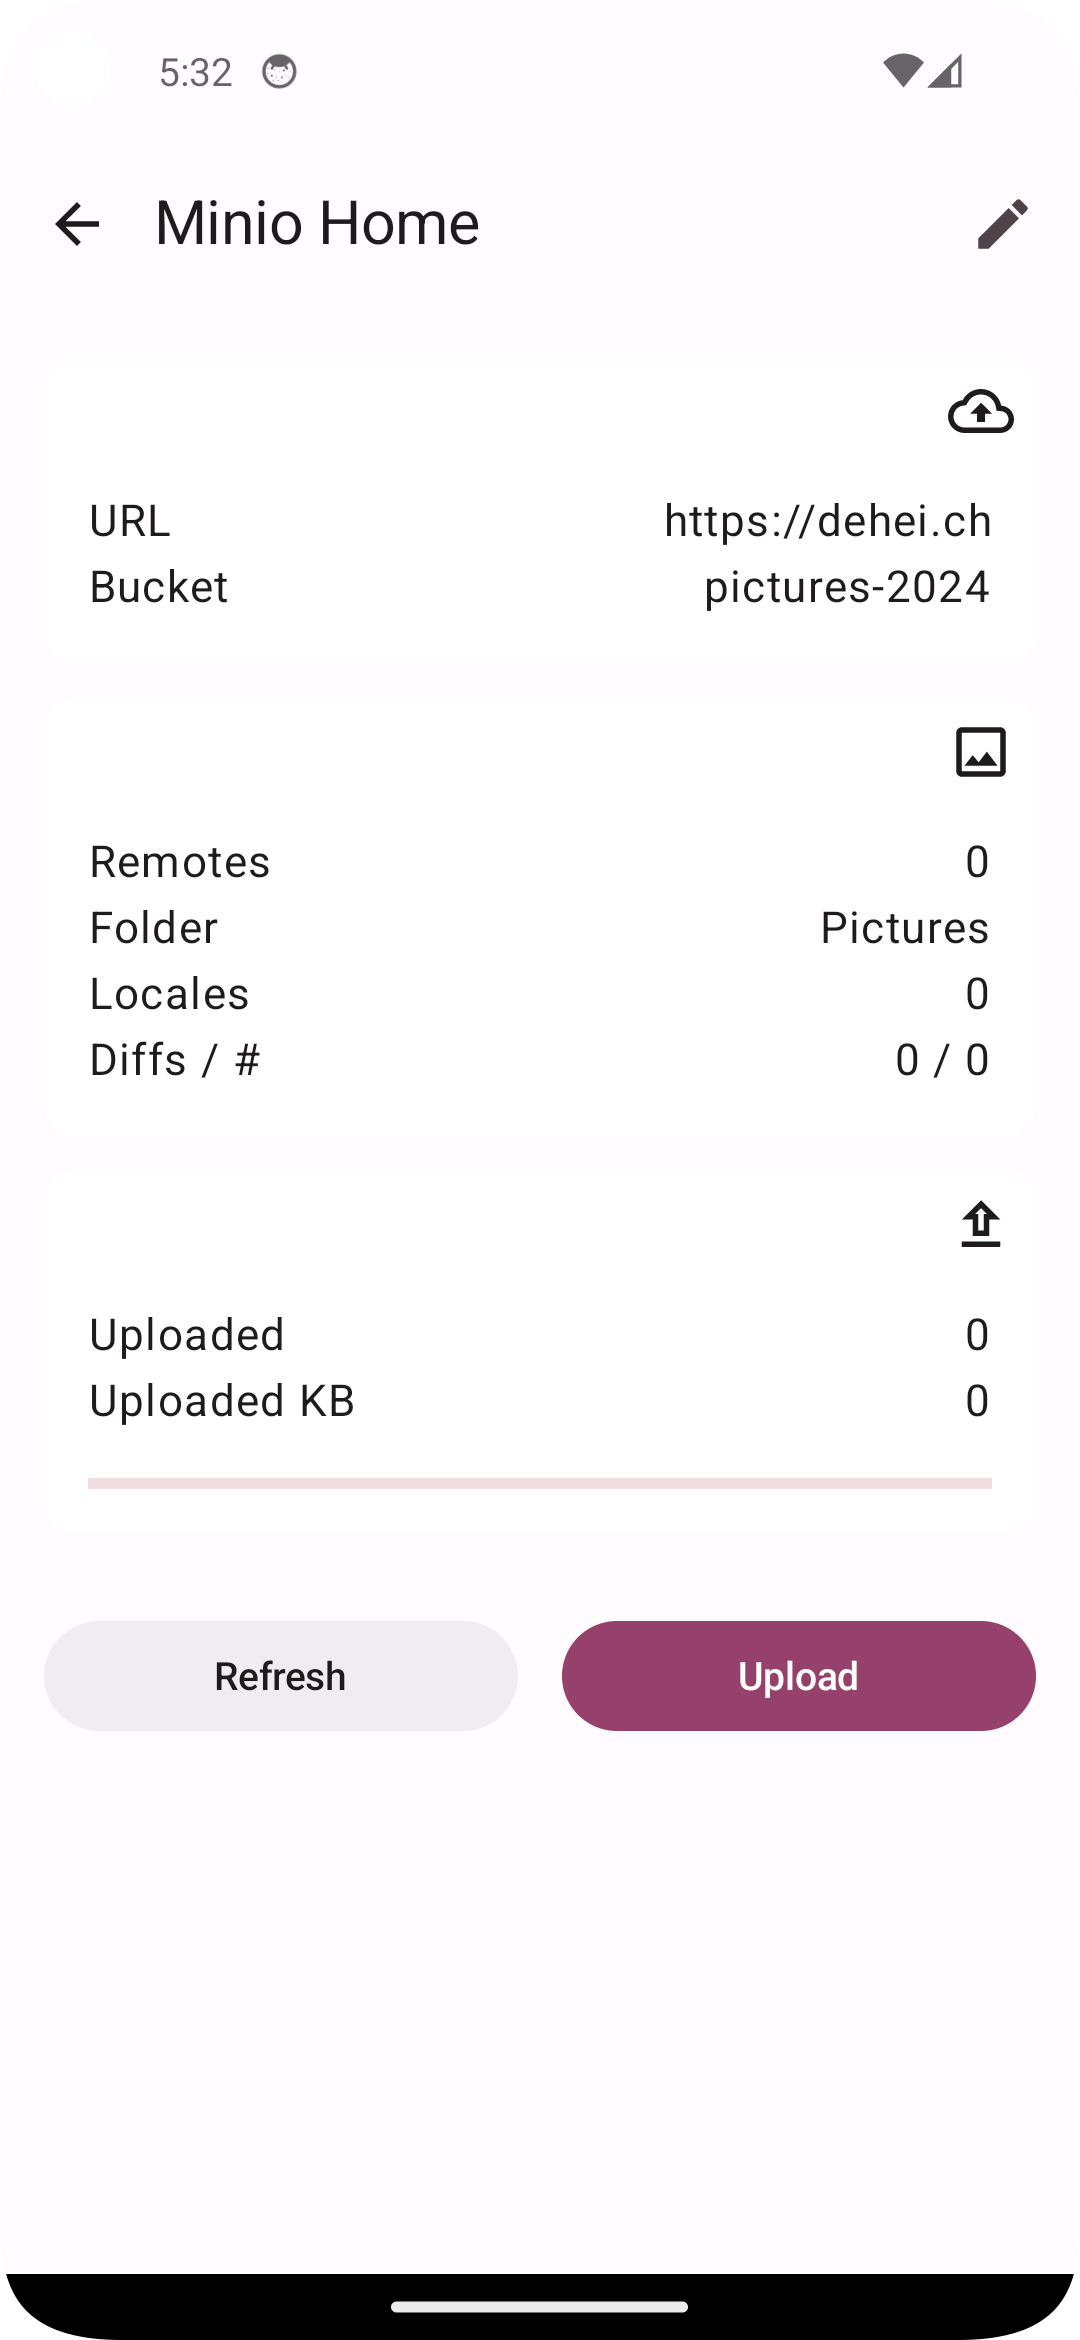 5:32
Minio Home
URL https://dehei.ch
Bucket pictures-2024
Remotes 0
Folder Pictures
Locales 0
Diffs / # 0 / 0
Uploaded 0
Uploaded KB 0
Refresh Upload